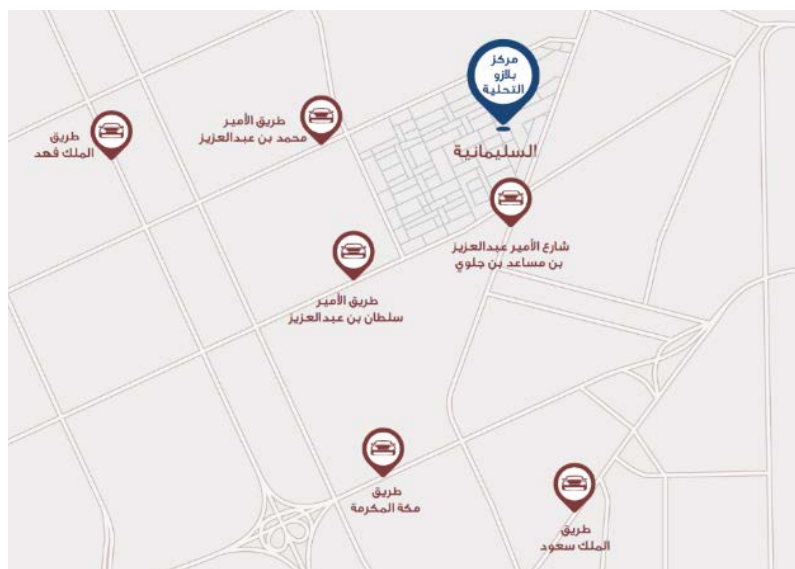 مركز
بلازو
التحلية
السليمانية
طريق الأمير
محمد بن عبدالعزيز
طريق
الملك فهد
شارع الأمير عبدالعزيز
بن مساعد بن جلوي
طريق الأمير
سلطان بن عبدالعزيز
طريق
مكة المكرمة
طريق
الملك سعود